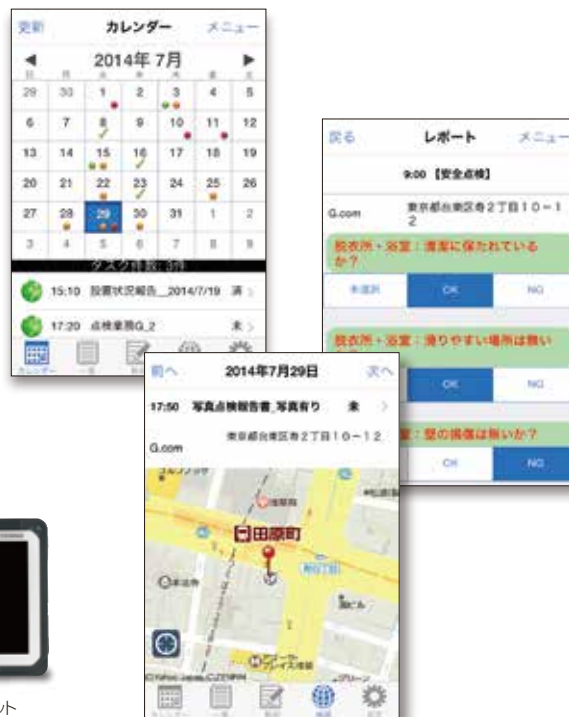 更新 カレンダー メニュー
2014年 7月
29 30 1 2 3 4 5
6 7 8 9 10 11 12
13 14 15 16 17 18 19
20 21 22 23 24 25 26
27 28 29 30 31 1 2
3 4 5 6 7 8 9
タスク件数: 3件
15:10 設置状況報告__2014/7/19 済
17:20 点検業務G_2 未
カレンダー 一覧
戻る レポート メニュー
9:00 【安全点検】
G.com 東京都台東区寿2丁目10-1
2
脱衣所・浴室:清潔に保たれている
か?
未選択 OK NG
脱衣所・浴室:滑りやすい場所は無い
OK NG
室:壁の損傷は無いか?
OK NG
前へ 2014年7月29日 次へ
17:50 写真点検報告書_写真有り 未
G.com 東京都台東区寿2丁目10-12
田原町
ット